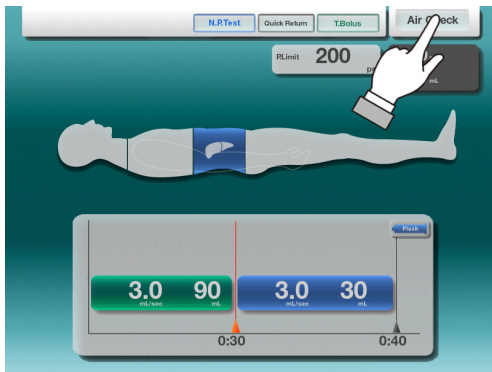 N.P.Test Quick Return T.Bolus Air Check
P.Limit 200
mL
Flush
3.0 90 3.0 30
mL/sec mL mL/sec mL
0:30 0:40